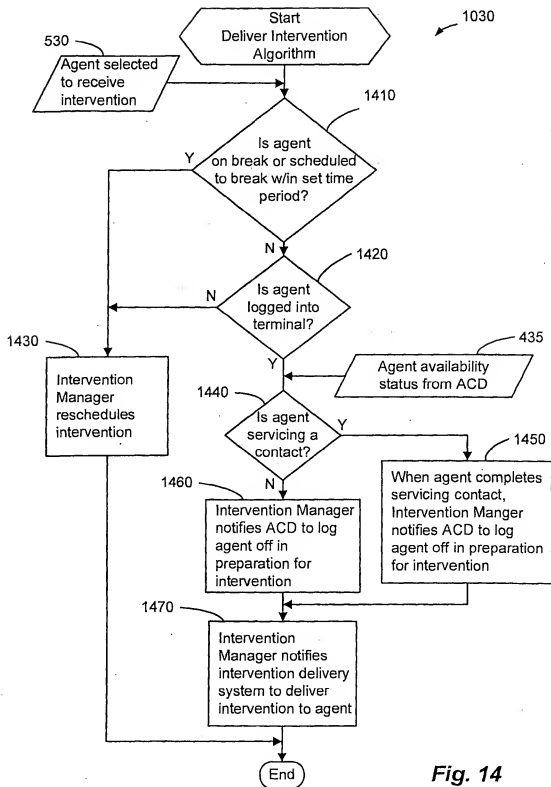 Start
Deliver Intervention
Algorithm
1030
530
Agent selected
to receive
intervention
1410
Is agent
on break or scheduled
to break w/in set time
period?
Y
N
1420
Is agent
logged into
terminal?
N
Y
1430
Intervention
Manager
reschedules
intervention
435
Agent availability
status from ACD
1440
Is agent
servicing a
contact?
Y
N
1450
When agent completes
servicing contact,
Intervention Manger
notifies ACD to log
agent off in preparation
for intervention
1460
Intervention Manager
notifies ACD to log
agent off in
preparation for
intervention
1470
Intervention
Manager notifies
intervention delivery
system to deliver
intervention to agent
End
Fig. 14